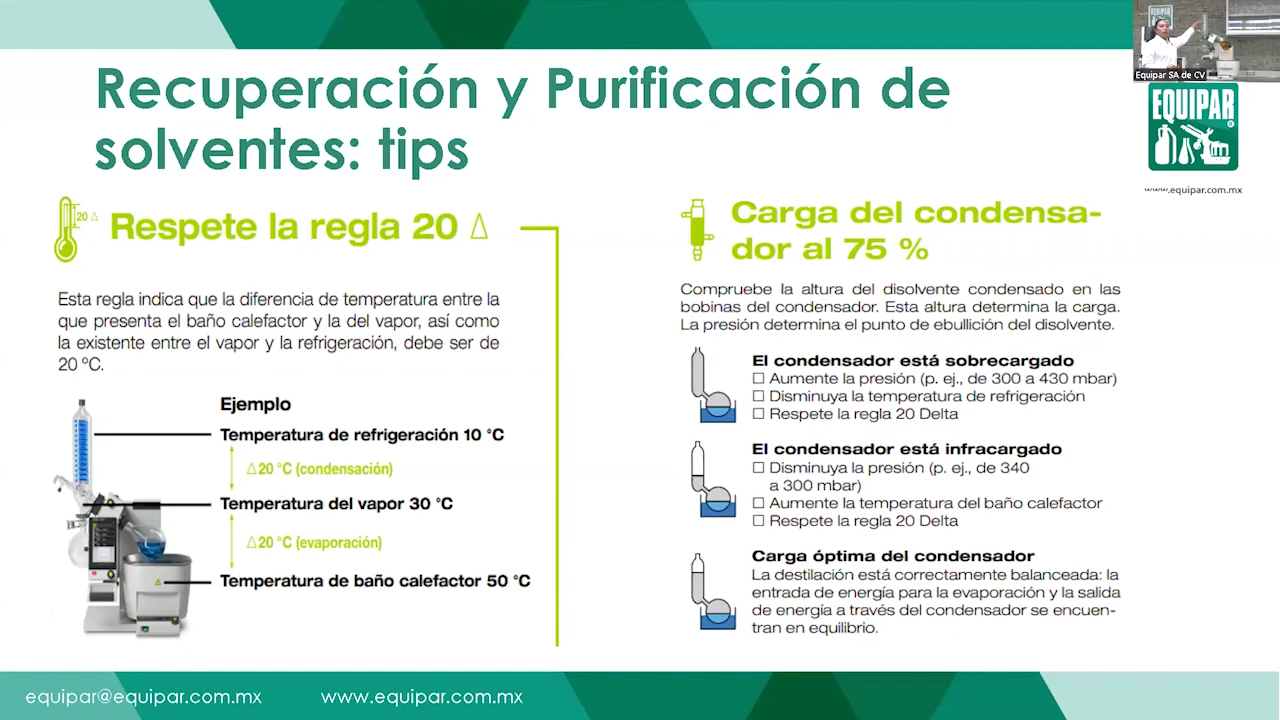 Recuperación y Purificación de
solventes: tips
20 Δ
Respete la regla 20 Δ
Esta regla indica que la diferencia de temperatura entre la
que presenta el baño calefactor y la del vapor, así como
la existente entre el vapor y la refrigeración, debe ser de
20 ºC.
Ejemplo
Temperatura de refrigeración 10 °C
Δ20 °C (condensación)
Temperatura del vapor 30 °C
Δ20 °C (evaporación)
Temperatura de baño calefactor 50 °C
Carga del condensa-
dor al 75 %
Compruebe la altura del disolvente condensado en las
bobinas del condensador. Esta altura determina la carga.
La presión determina el punto de ebullición del disolvente.
El condensador está sobrecargado
☐ Aumente la presión (p. ej., de 300 a 430 mbar)
☐ Disminuya la temperatura de refrigeración
☐ Respete la regla 20 Delta
El condensador está infracargado
☐ Disminuya la presión (p. ej., de 340
a 300 mbar)
☐ Aumente la temperatura del baño calefactor
☐ Respete la regla 20 Delta
Carga óptima del condensador
La destilación está correctamente balanceada: la
entrada de energía para la evaporación y la salida
de energía a través del condensador se encuen-
tran en equilibrio.
EQUIPAR
Equipar SA de CV
EQUIPAR
®
www.equipar.com.mx
equipar@equipar.com.mx
www.equipar.com.mx